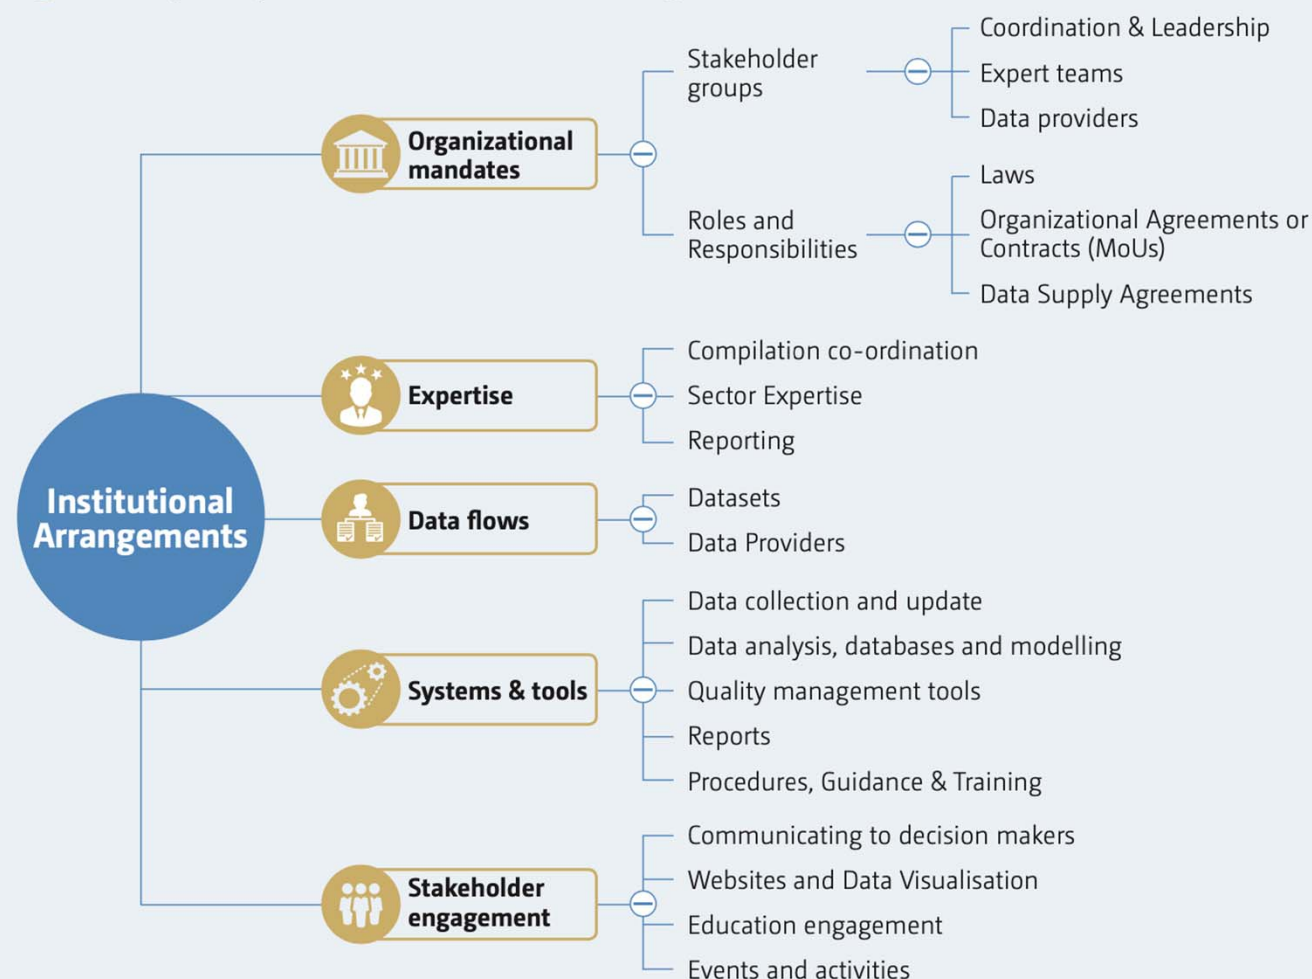 Institutional
Arrangements
Organizational
mandates
Stakeholder
groups
Coordination & Leadership
Expert teams
Data providers
Roles and
Responsibilities
Laws
Organizational Agreements or
Contracts (MoUs)
Data Supply Agreements
Expertise
Compilation co-ordination
Sector Expertise
Reporting
Data flows
Datasets
Data Providers
Systems & tools
Data collection and update
Data analysis, databases and modelling
Quality management tools
Reports
Procedures, Guidance & Training
Stakeholder
engagement
Communicating to decision makers
Websites and Data Visualisation
Education engagement
Events and activities